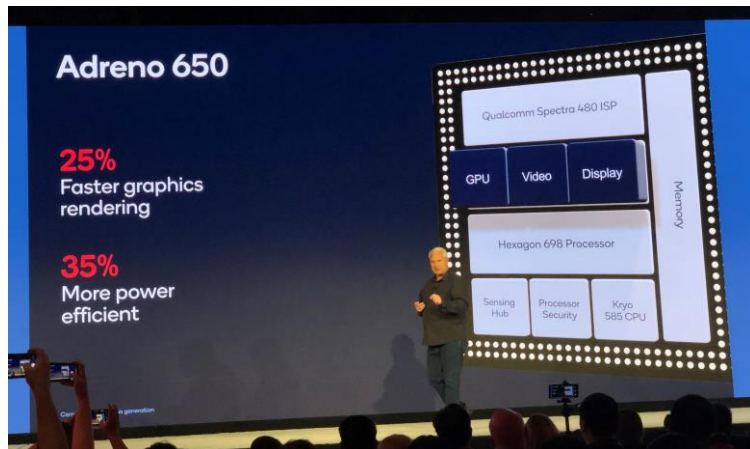 Adreno 650
25%
Faster graphics
rendering
35%
More power
efficient
generation
Qualcomm Spectra 480 ISP
GPU
Video
Display
Memory
Hexagon 698 Processor
Sensing
Hub
Processor
Security
Kryo
585 CPU